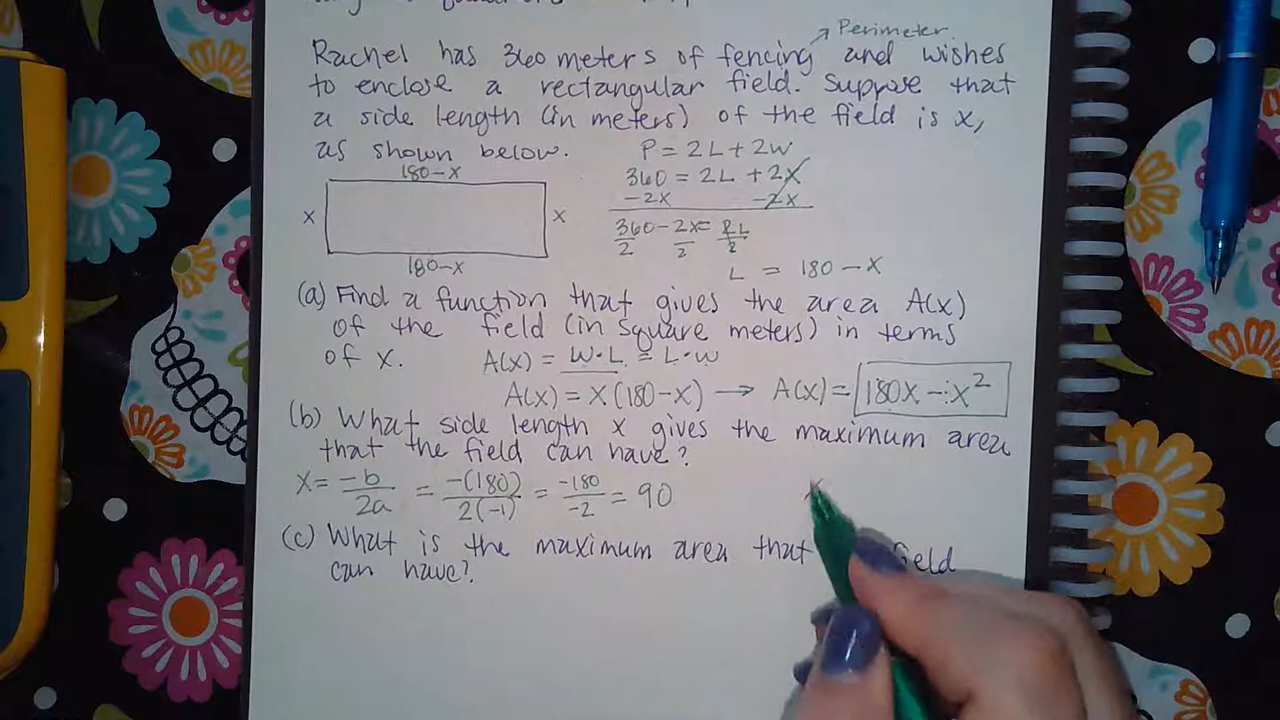 Perimeter
Rachel has 360 meters of fencing and wishes
to enclose a rectangular field. Suppose that
a side length (in meters) of the field is x,
as shown below.
P = 2L + 2W
180-x
360 = 2L + 2x
-2x -2x
x x
360 - 2x = 2L
2 2 2
180-x
L = 180 - x
(a) Find a function that gives the area A(x)
of the field (in square meters) in terms
of x. A(x) = W·L = L·W
A(x) = x(180-x) → A(x) = 180x - x²
(b) What side length x gives the maximum area
that the field can have?
x = -b/2a = -(180)/2(-1) = -180/-2 = 90
(c) What is the maximum area that field
can have?